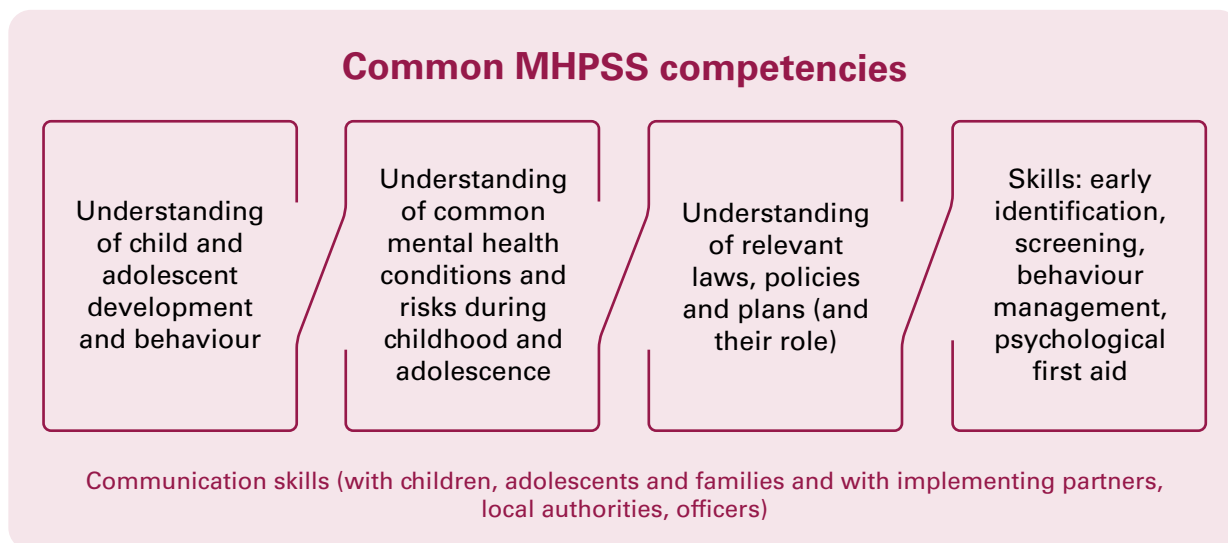 Common MHPSS competencies
Understanding
of child and
adolescent
development
and behaviour
Understanding
of common
mental health
conditions and
risks during
childhood and
adolescence
Understanding
of relevant
laws, policies
and plans (and
their role)
Skills: early
identification,
screening,
behaviour
management,
psychological
first aid
Communication skills (with children, adolescents and families and with implementing partners,
local authorities, officers)